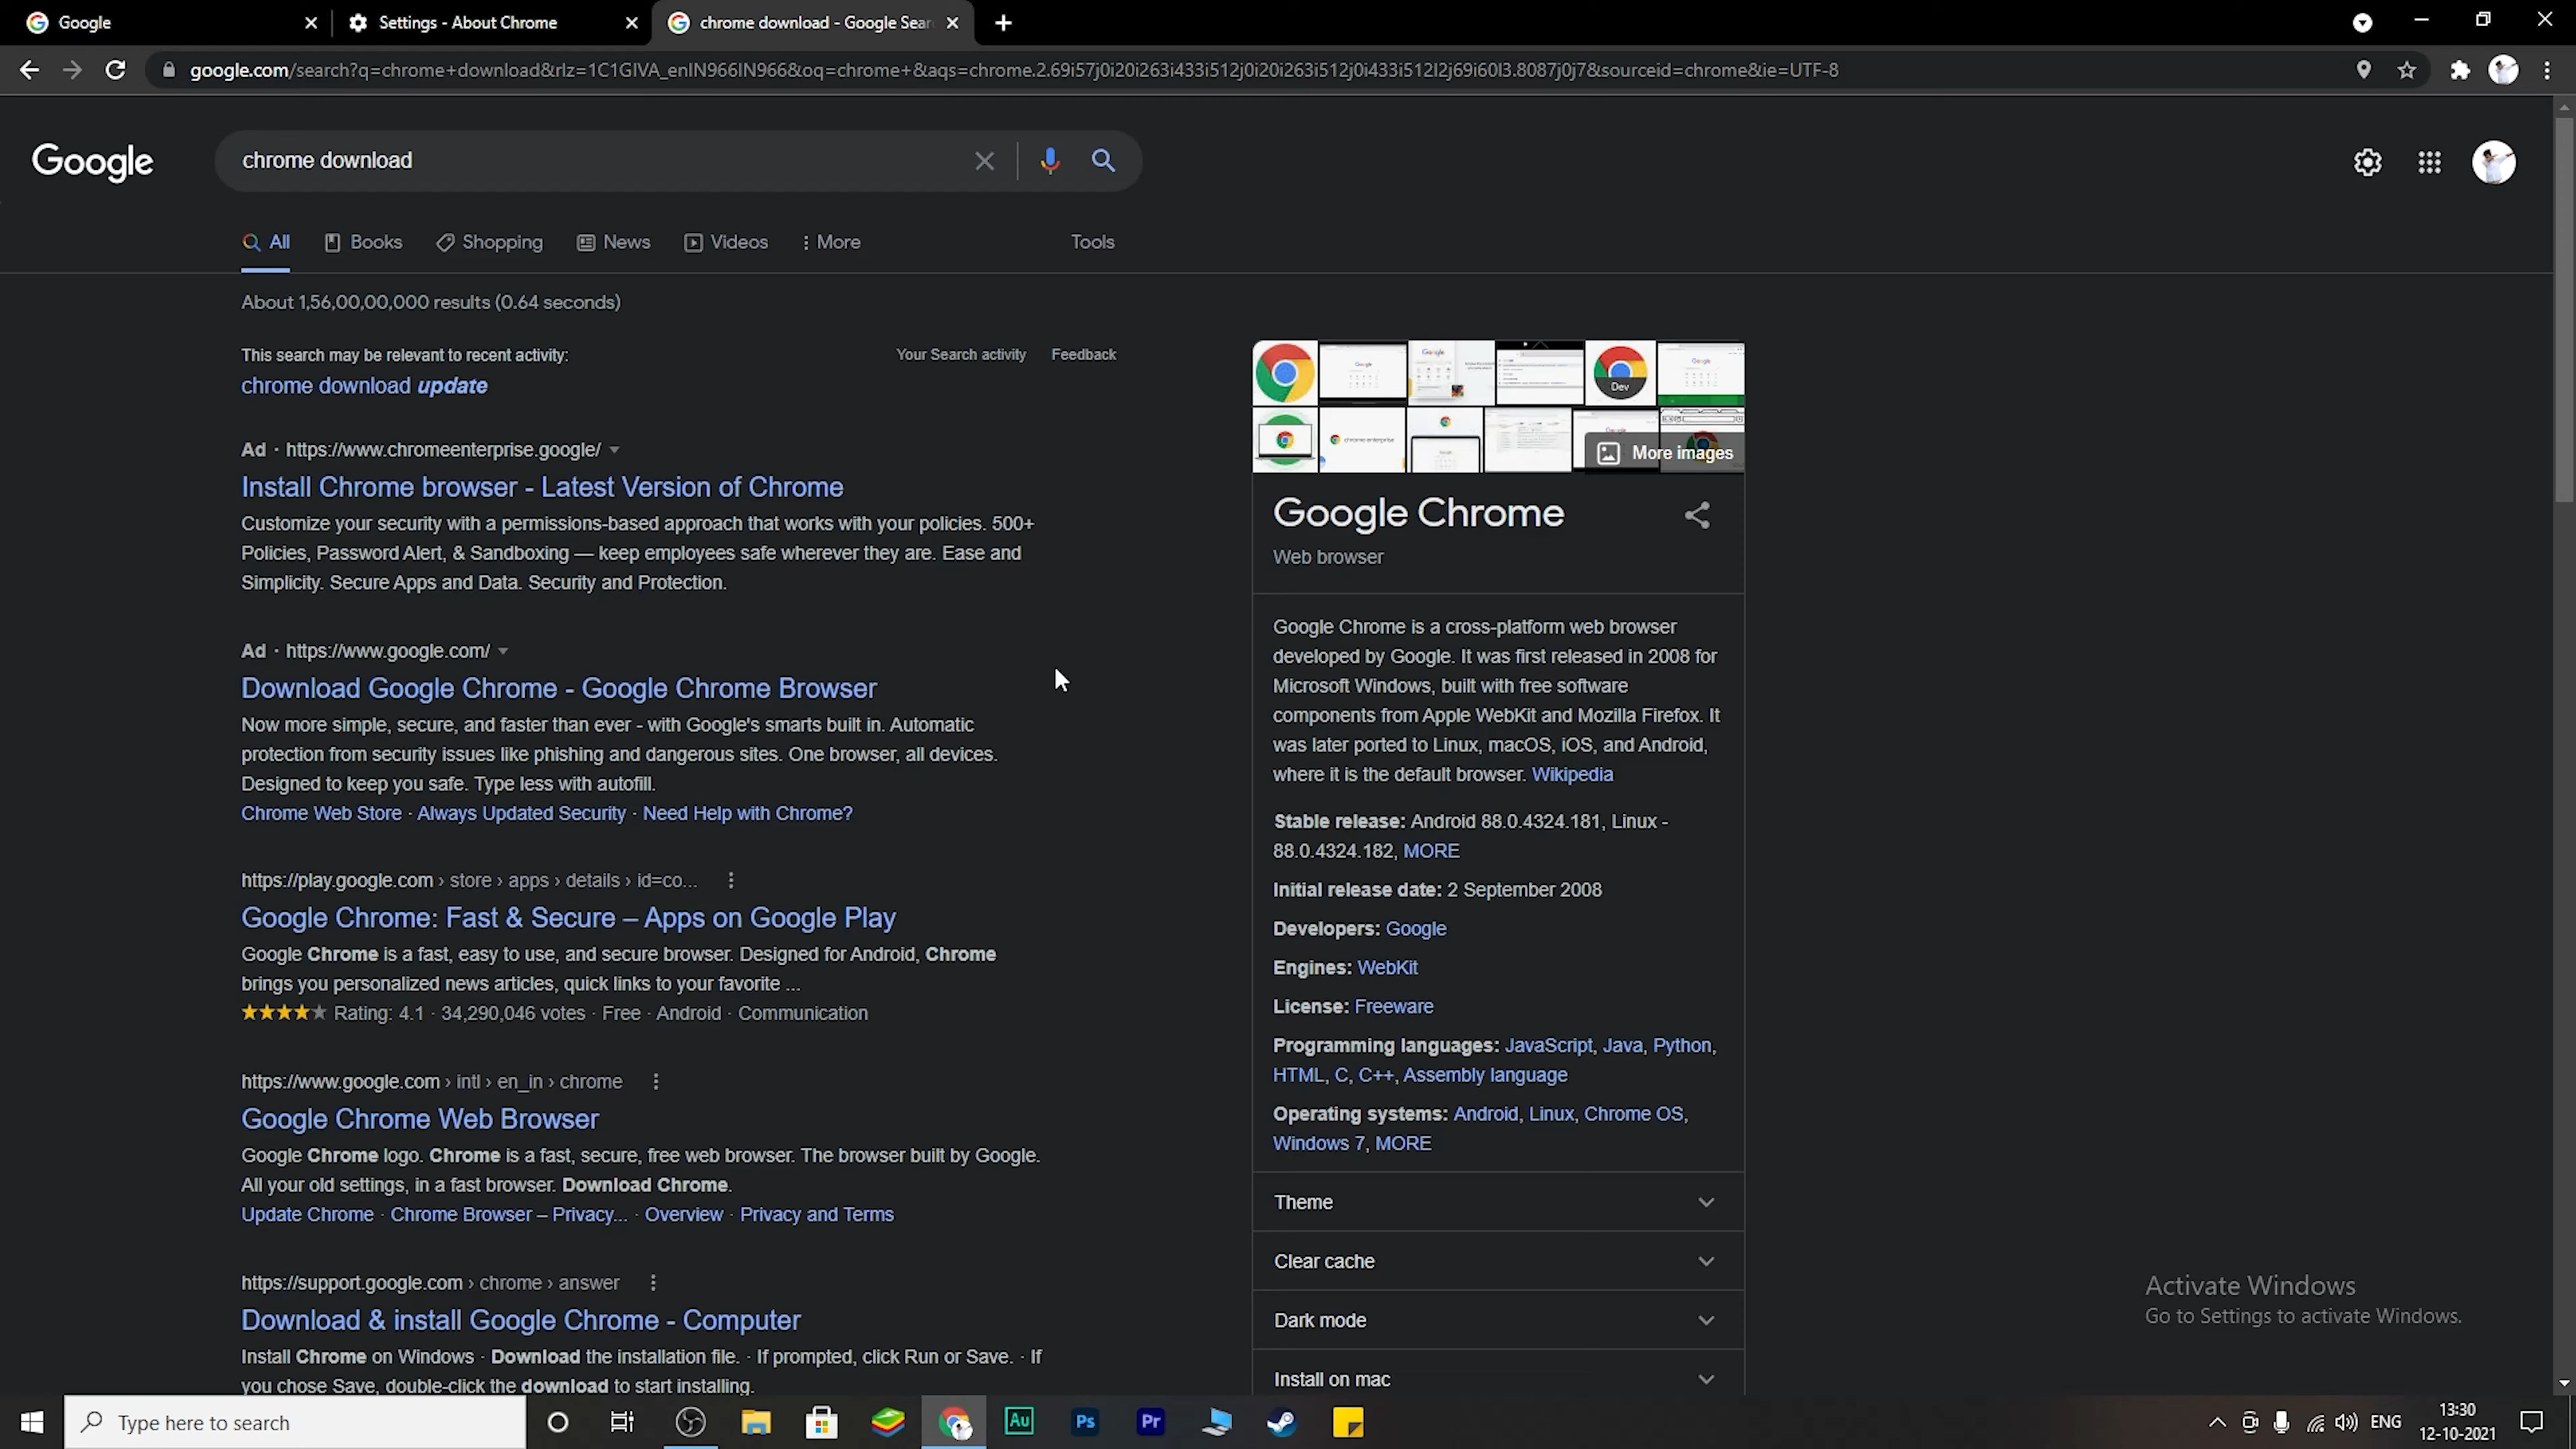 Google
Settings - About Chrome
chrome download - Google Sear
google.com/search?q=chrome+download&rlz=1C1GIVA_enIN966IN966&oq=chrome+&aqs=chrome.2.69i57j0i20i263i433i512j0i20i263i512j0i433i512l2j69i60l3.8087j0j7&sourceid=chrome&ie=UTF-8
Google
chrome download
All
Books
Shopping
News
Videos
More
Tools
About 1,56,00,00,000 results (0.64 seconds)
This search may be relevant to recent activity:
Your Search activity
Feedback
chrome download update
Ad · https://www.chromeenterprise.google/
Install Chrome browser - Latest Version of Chrome
Customize your security with a permissions-based approach that works with your policies. 500+
Policies, Password Alert, & Sandboxing — keep employees safe wherever they are. Ease and
Simplicity. Secure Apps and Data. Security and Protection.
Ad · https://www.google.com/
Download Google Chrome - Google Chrome Browser
Now more simple, secure, and faster than ever - with Google's smarts built in. Automatic
protection from security issues like phishing and dangerous sites. One browser, all devices.
Designed to keep you safe. Type less with autofill.
Chrome Web Store · Always Updated Security · Need Help with Chrome?
https://play.google.com › store › apps › details › id=co...
Google Chrome: Fast & Secure – Apps on Google Play
Google Chrome is a fast, easy to use, and secure browser. Designed for Android, Chrome
brings you personalized news articles, quick links to your favorite ...
Rating: 4.1 · 34,290,046 votes · Free · Android · Communication
https://www.google.com › intl › en_in › chrome
Google Chrome Web Browser
Google Chrome logo. Chrome is a fast, secure, free web browser. The browser built by Google.
All your old settings, in a fast browser. Download Chrome.
Update Chrome · Chrome Browser – Privacy... · Overview · Privacy and Terms
https://support.google.com › chrome › answer
Download & install Google Chrome - Computer
Install Chrome on Windows · Download the installation file. · If prompted, click Run or Save. · If
you chose Save, double-click the download to start installing.
Dev
chrome enterprise
More images
Google Chrome
Web browser
Google Chrome is a cross-platform web browser
developed by Google. It was first released in 2008 for
Microsoft Windows, built with free software
components from Apple WebKit and Mozilla Firefox. It
was later ported to Linux, macOS, iOS, and Android,
where it is the default browser. Wikipedia
Stable release: Android 88.0.4324.181, Linux -
88.0.4324.182, MORE
Initial release date: 2 September 2008
Developers: Google
Engines: WebKit
License: Freeware
Programming languages: JavaScript, Java, Python,
HTML, C, C++, Assembly language
Operating systems: Android, Linux, Chrome OS,
Windows 7, MORE
Theme
Clear cache
Dark mode
Install on mac
Activate Windows
Go to Settings to activate Windows.
Type here to search
Au
Ps
Pr
ENG
13:30
12-10-2021